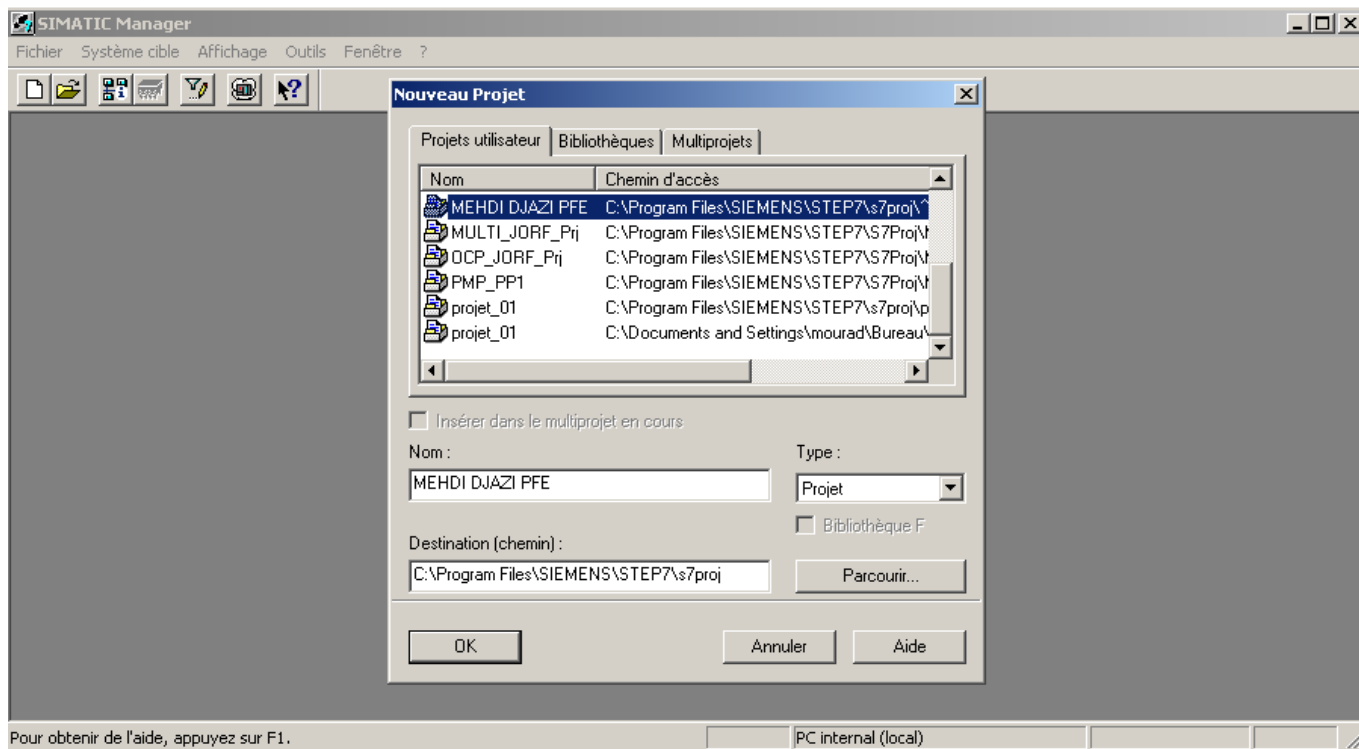 SIMATIC Manager
Fichier Système cible Affichage Outils Fenêtre ?
Nouveau Projet
Projets utilisateur Bibliothèques Multiprojets
Nom Chemin d'accès
MEHDI DJAZI PFE C:\Program Files\SIEMENS\STEP7\s7proj\
MULTI_JORF_Prj C:\Program Files\SIEMENS\STEP7\S7Proj\
OCP_JORF_Prj C:\Program Files\SIEMENS\STEP7\S7Proj\
PMP_PP1 C:\Program Files\SIEMENS\STEP7\S7Proj\
projet_01 C:\Program Files\SIEMENS\STEP7\s7proj\p
projet_01 C:\Documents and Settings\mourad\Bureau\
Insérer dans le multiprojet en cours
Nom :
Type :
MEHDI DJAZI PFE
Projet
Bibliothèque F
Destination (chemin) :
C:\Program Files\SIEMENS\STEP7\s7proj
Parcourir...
OK Annuler Aide
Pour obtenir de l'aide, appuyez sur F1. PC internal (local)